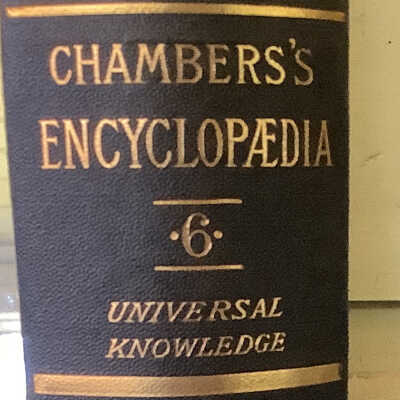 CHAMBERS'S
ENCYCLOPÆDIA
·6·
UNIVERSAL
KNOWLEDGE